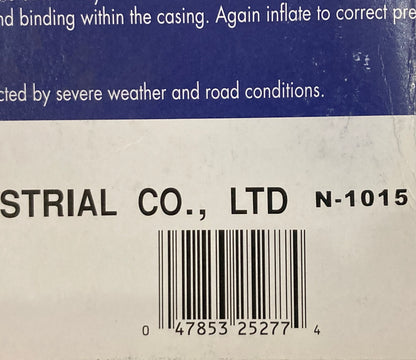 nd binding within the casing. Again inflate to correct pre
cted by severe weather and road conditions.
STRIAL CO., LTD N-1015
0 47853 25277 4